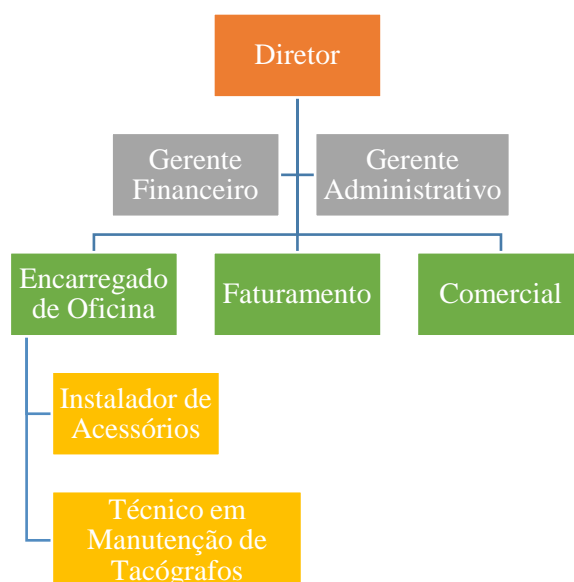 Diretor
Gerente
Financeiro
Gerente
Administrativo
Encarregado
de Oficina
Faturamento
Comercial
Instalador de
Acessórios
Técnico em
Manutenção de
Tacógrafos